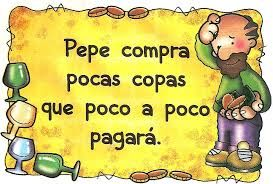 Pepe compra
pocas copas
que poco a poco
pagará.